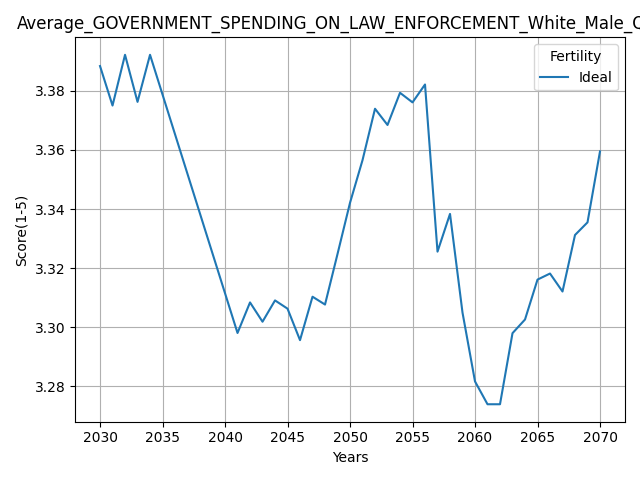 Average_GOVERNMENT_SPENDING_ON_LAW_ENFORCEMENT_White_Male_
Fertility
Ideal
3.38
3.36
3.34
3.32
3.30
3.28
Score(1-5)
2030 2035 2040 2045 2050 2055 2060 2065 2070
Years